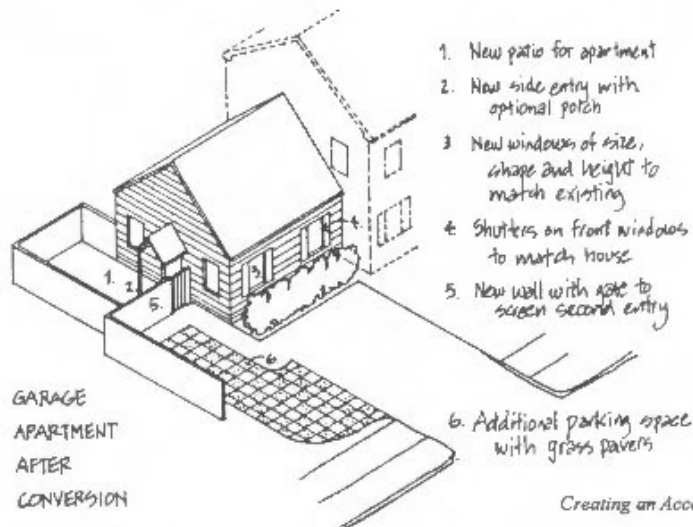 1. New patio for apartment
2. New side entry with
optional porch
3 New windows of size,
shape and height to
match existing
4. Shutters on front windows
to match house
5. New wall with gate to
screen second entry
6. Additional parking space
with grass pavers
1.
2.
3.
4.
5.
6
GARAGE
APARTMENT
AFTER
CONVERSION
Creating an Acce